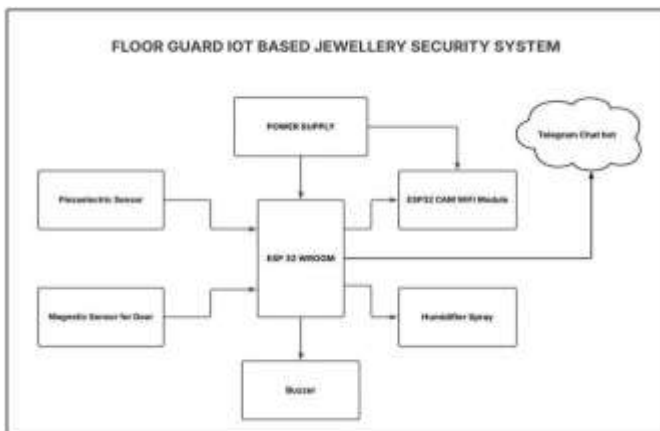 FLOOR GUARD IOT BASED JEWELLERY SECURITY SYSTEM
POWER SUPPLY
Telegram Chat bot
Piezoelectric Sensor
ESP32 CAM WIFI Module
ESP 32 WROOM
Magnetic Sensor for Door
Humidifier Spray
Buzzer